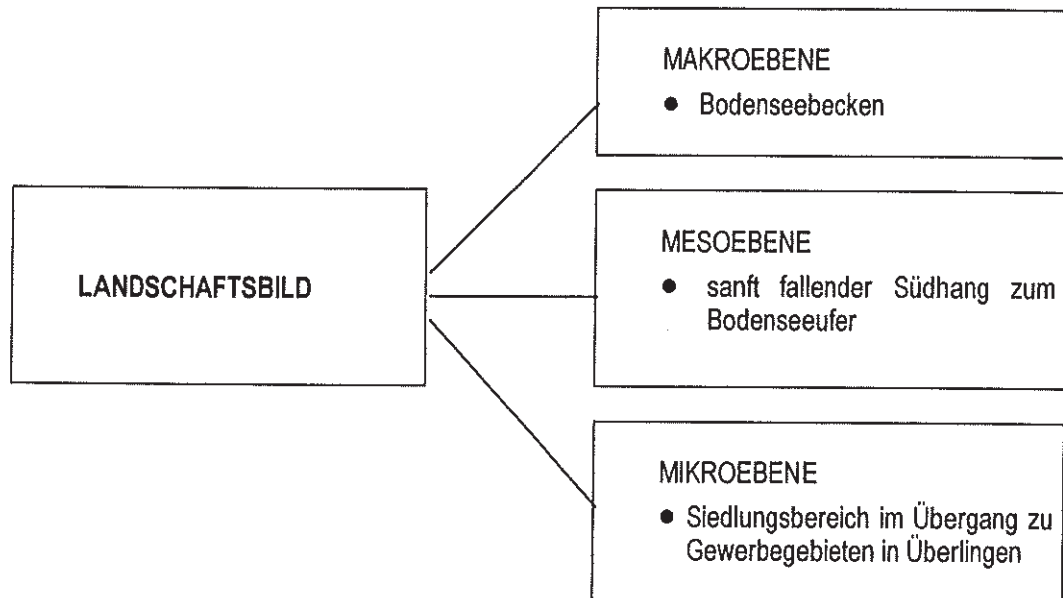 LANDSCHAFTSBILD
MAKROEBENE
● Bodenseebecken
MESOEBENE
● sanft fallender Südhang zum
Bodenseeufer
MIKROEBENE
● Siedlungsbereich im Übergang zu
Gewerbegebieten in Überlingen